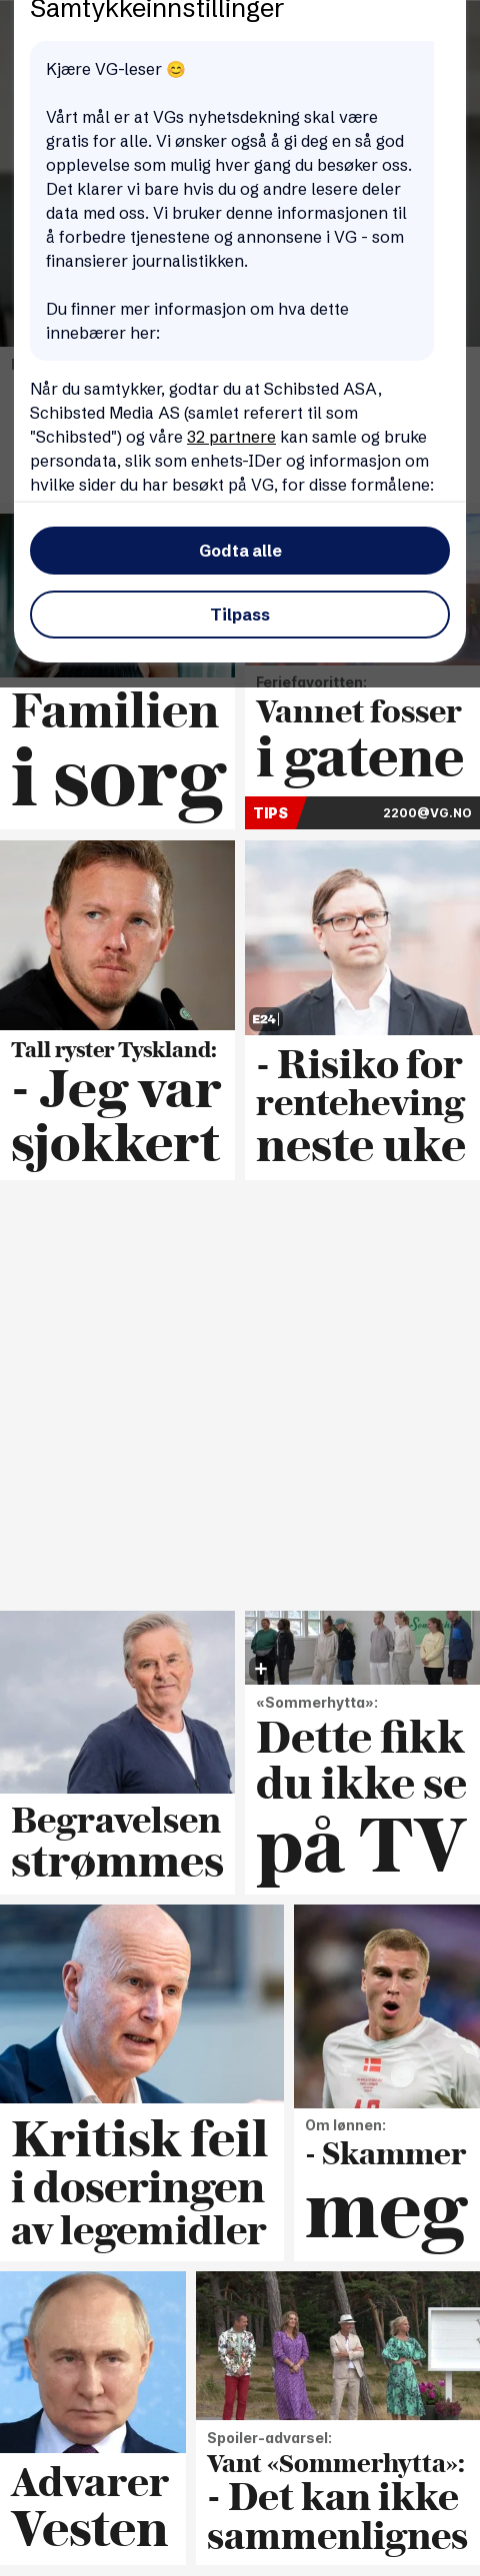 Samtykkeinnstillinger
Kjære VG-leser 😊
Vårt mål er at VGs nyhetsdekning skal være
gratis for alle. Vi ønsker også å gi deg en så god
opplevelse som mulig hver gang du besøker oss.
Det klarer vi bare hvis du og andre lesere deler
data med oss. Vi bruker denne informasjonen til
å forbedre tjenestene og annonsene i VG - som
finansierer journalistikken.
Du finner mer informasjon om hva dette
innebærer her:
Når du samtykker, godtar du at Schibsted ASA,
Schibsted Media AS (samlet referert til som
"Schibsted") og våre 32 partnere kan samle og bruke
persondata, slik som enhets-IDer og informasjon om
hvilke sider du har besøkt på VG, for disse formålene:
Godta alle
Tilpass
Familien
i sorg
Feriefavoritten:
Vannet fosser
i gatene
TIPS
2200@VG.NO
Tall ryster Tyskland:
- Jeg var
sjokkert
E24
- Risiko for
renteheving
neste uke
Begravelsen
strømmes
«Sommerhytta»:
Dette fikk
du ikke se
på TV
Kritisk feil
i doseringen
av legemidler
Om lønnen:
- Skammer
meg
Advarer
Vesten
Spoiler-advarsel:
Vant «Sommerhytta»:
- Det kan ikke
sammenlignes